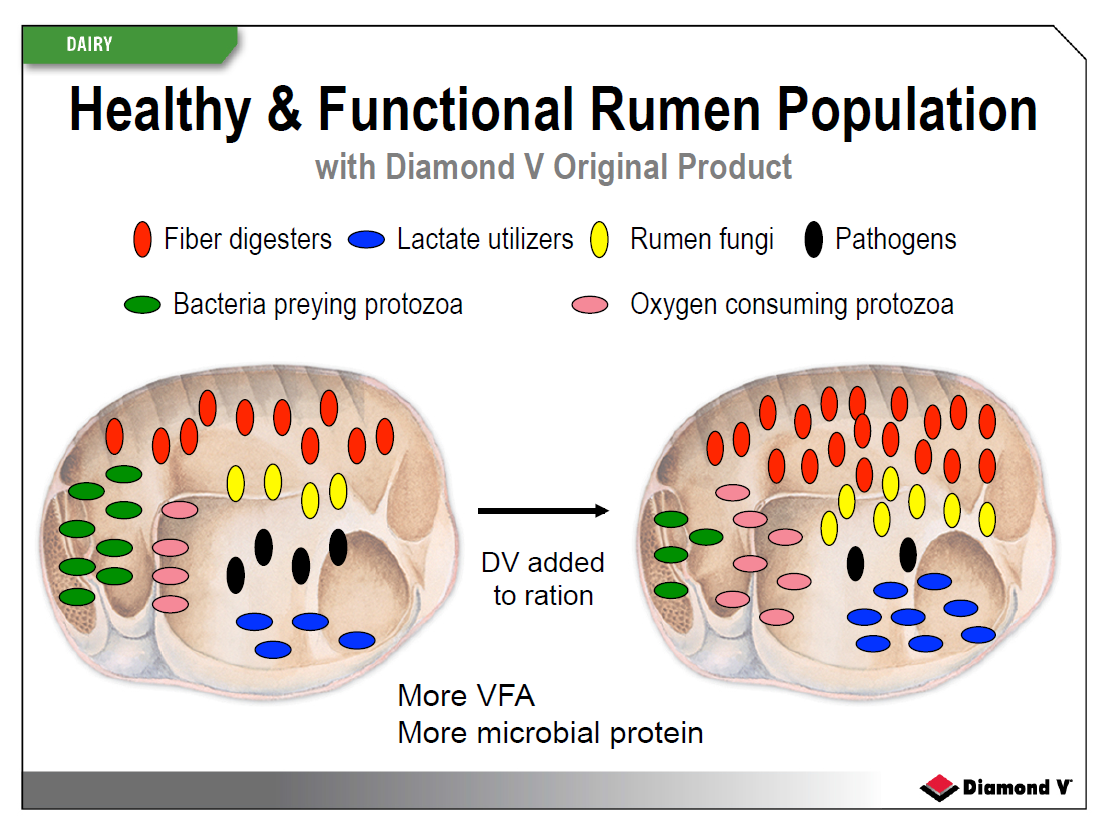 DAIRY
Healthy & Functional Rumen Population
with Diamond V Original Product
Fiber digesters Lactate utilizers Rumen fungi Pathogens
Bacteria preying protozoa Oxygen consuming protozoa
DV added
to ration
More VFA
More microbial protein
Diamond V